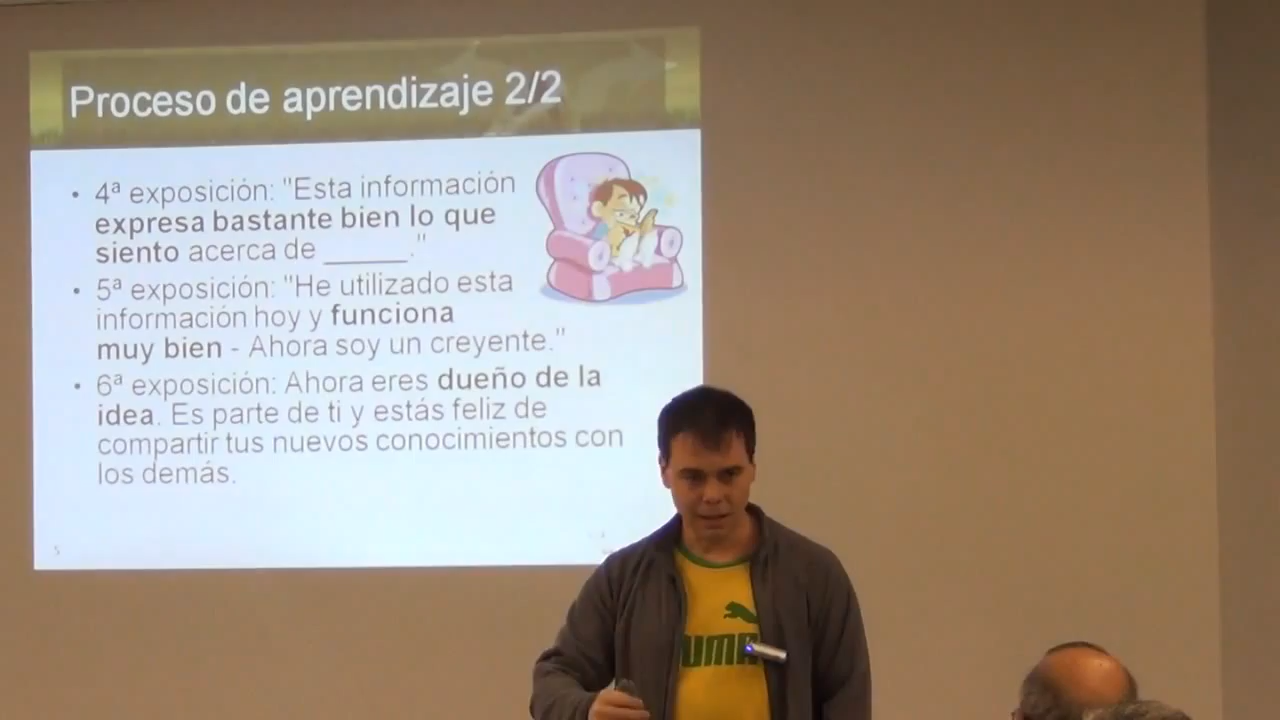 Proceso de aprendizaje 2/2
• 4ª exposición: "Esta información
expresa bastante bien lo que
siento acerca de ______."
• 5ª exposición: "He utilizado esta
información hoy y funciona
muy bien - Ahora soy un creyente."
• 6ª exposición: Ahora eres dueño de la
idea. Es parte de ti y estás feliz de
compartir tus nuevos conocimientos con
los demás.
5
PUMA